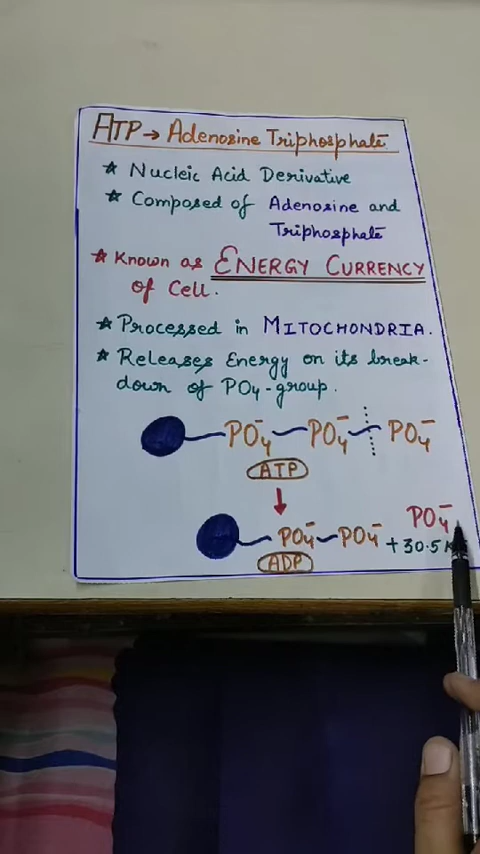 ATP → Adenosine Triphosphate
★ Nucleic Acid Derivative
★ Composed of Adenosine and
Triphosphate
★ Known as ENERGY CURRENCY
of Cell.
★ Processed in MITOCHONDRIA.
★ Releases Energy on its break-
down of PO4-group.
PO4⁻ PO4⁻ PO4⁻
ATP
PO4⁻
PO4⁻ PO4⁻ + 30.5
ADP